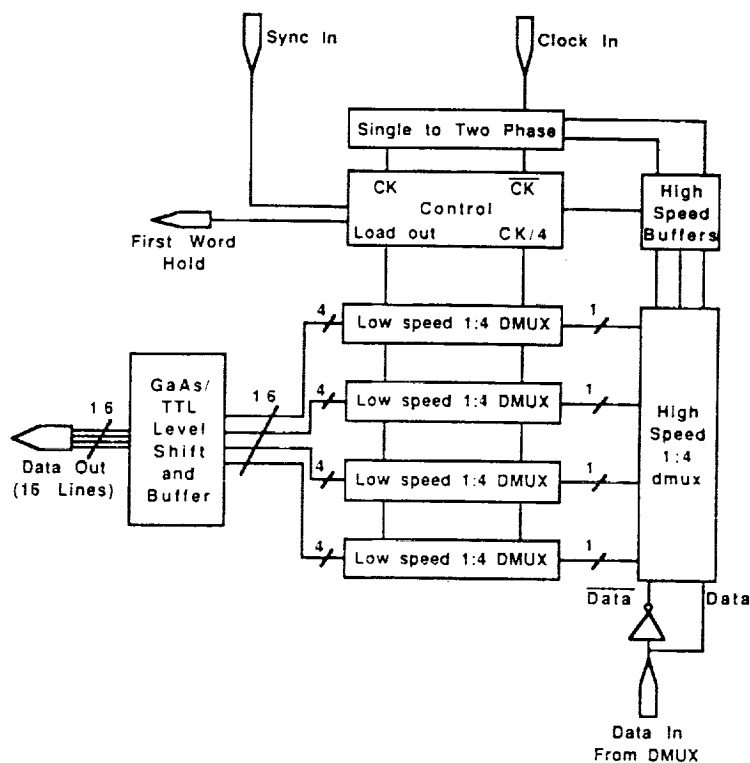 Sync In
Clock In
Single to Two Phase
CK
C̅K̅
Control
Load out
CK/4
High
Speed
Buffers
First Word
Hold
4
Low speed 1:4 DMUX
1
4
Low speed 1:4 DMUX
1
4
Low speed 1:4 DMUX
1
4
Low speed 1:4 DMUX
1
GaAs/
TTL
Level
Shift
and
Buffer
16
16
Data Out
(16 Lines)
High
Speed
1:4
dmux
D̅a̅t̅a̅
Data
Data In
From DMUX